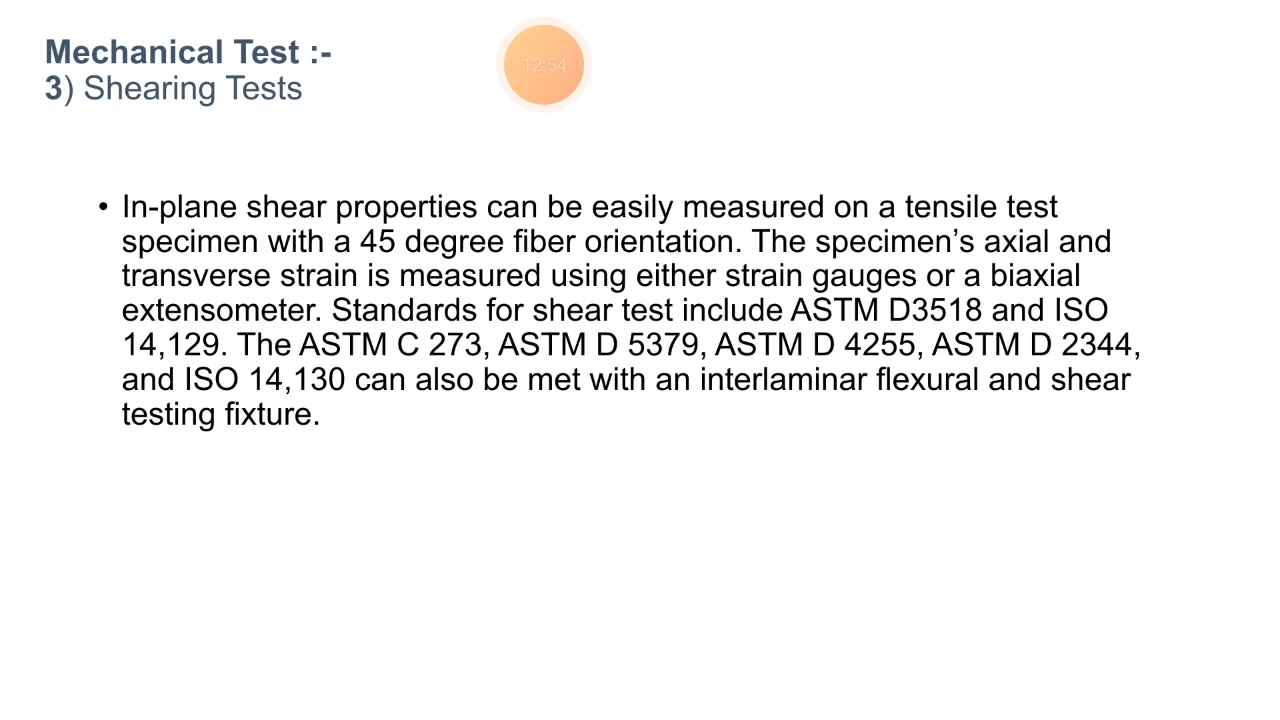 Mechanical Test :-
3) Shearing Tests
12:54
• In-plane shear properties can be easily measured on a tensile test
specimen with a 45 degree fiber orientation. The specimen’s axial and
transverse strain is measured using either strain gauges or a biaxial
extensometer. Standards for shear test include ASTM D3518 and ISO
14,129. The ASTM C 273, ASTM D 5379, ASTM D 4255, ASTM D 2344,
and ISO 14,130 can also be met with an interlaminar flexural and shear
testing fixture.